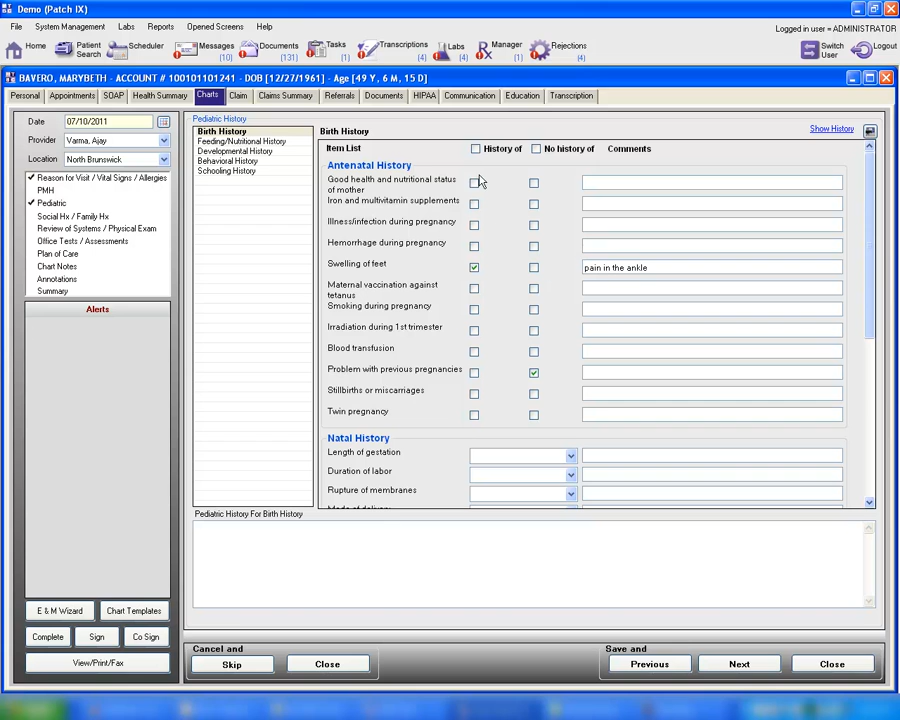 Demo (Patch IX)
File System Management Labs Reports Opened Screens Help
Logged in user = ADMINISTRATOR
Home Patient Search Scheduler Messages (10) Documents (131) Tasks (1) Transcriptions (4) Labs (4) Rx Manager (2) Rejections (4) Switch User Logout
BAVERO, MARYBETH - ACCOUNT # 100101101241 - DOB [12/27/1961] - Age [49 Y, 6 M, 15 D]
Personal Appointments SOAP Health Summary Charts Claim Claims Summary Referrals Documents HIPAA Communication Education Transcription
Date 07/10/2011
Provider Varma, Ajay
Location North Brunswick
Reason for Visit / Vital Signs / Allergies
PMH
Pediatric
Social Hx / Family Hx
Review of Systems / Physical Exam
Office Tests / Assessments
Plan of Care
Chart Notes
Annotations
Summary
Alerts
E & M Wizard Chart Templates
Complete Sign Co Sign
View/Print/Fax
Pediatric History
Birth History
Feeding/Nutritional History
Developmental History
Behavioral History
Schooling History
Birth History
Show History
Item List History of No history of Comments
Antenatal History
Good health and nutritional status
of mother
Iron and multivitamin supplements
Illness/infection during pregnancy
Hemorrhage during pregnancy
Swelling of feet pain in the ankle
Maternal vaccination against
tetanus
Smoking during pregnancy
Irradiation during 1st trimester
Blood transfusion
Problem with previous pregnancies
Stillbirths or miscarriages
Twin pregnancy
Natal History
Length of gestation
Duration of labor
Rupture of membranes
Mode of delivery
Pediatric History For Birth History
Cancel and
Skip Close
Save and
Previous Next Close